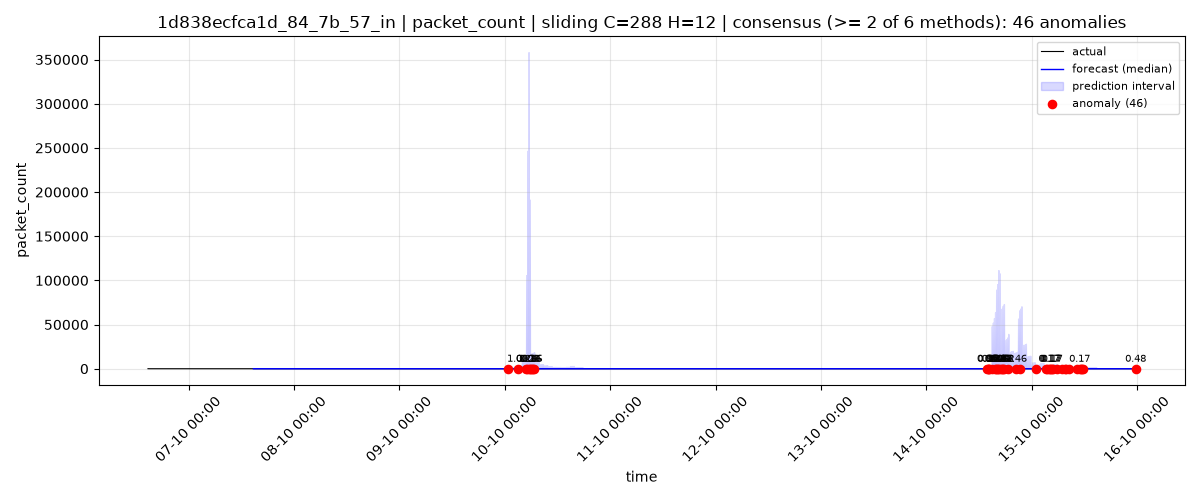 1d838ecfca1d_84_7b_57_in | packet_count | sliding C=288 H=12 | consensus (>= 2 of 6 methods): 46 anomalies
actual
forecast (median)
prediction interval
anomaly (46)
packet_count
350000
300000
250000
200000
150000
100000
50000
0
0.17
0.48
07-10 00:00
08-10 00:00
09-10 00:00
10-10 00:00
11-10 00:00
12-10 00:00
13-10 00:00
14-10 00:00
15-10 00:00
16-10 00:00
time